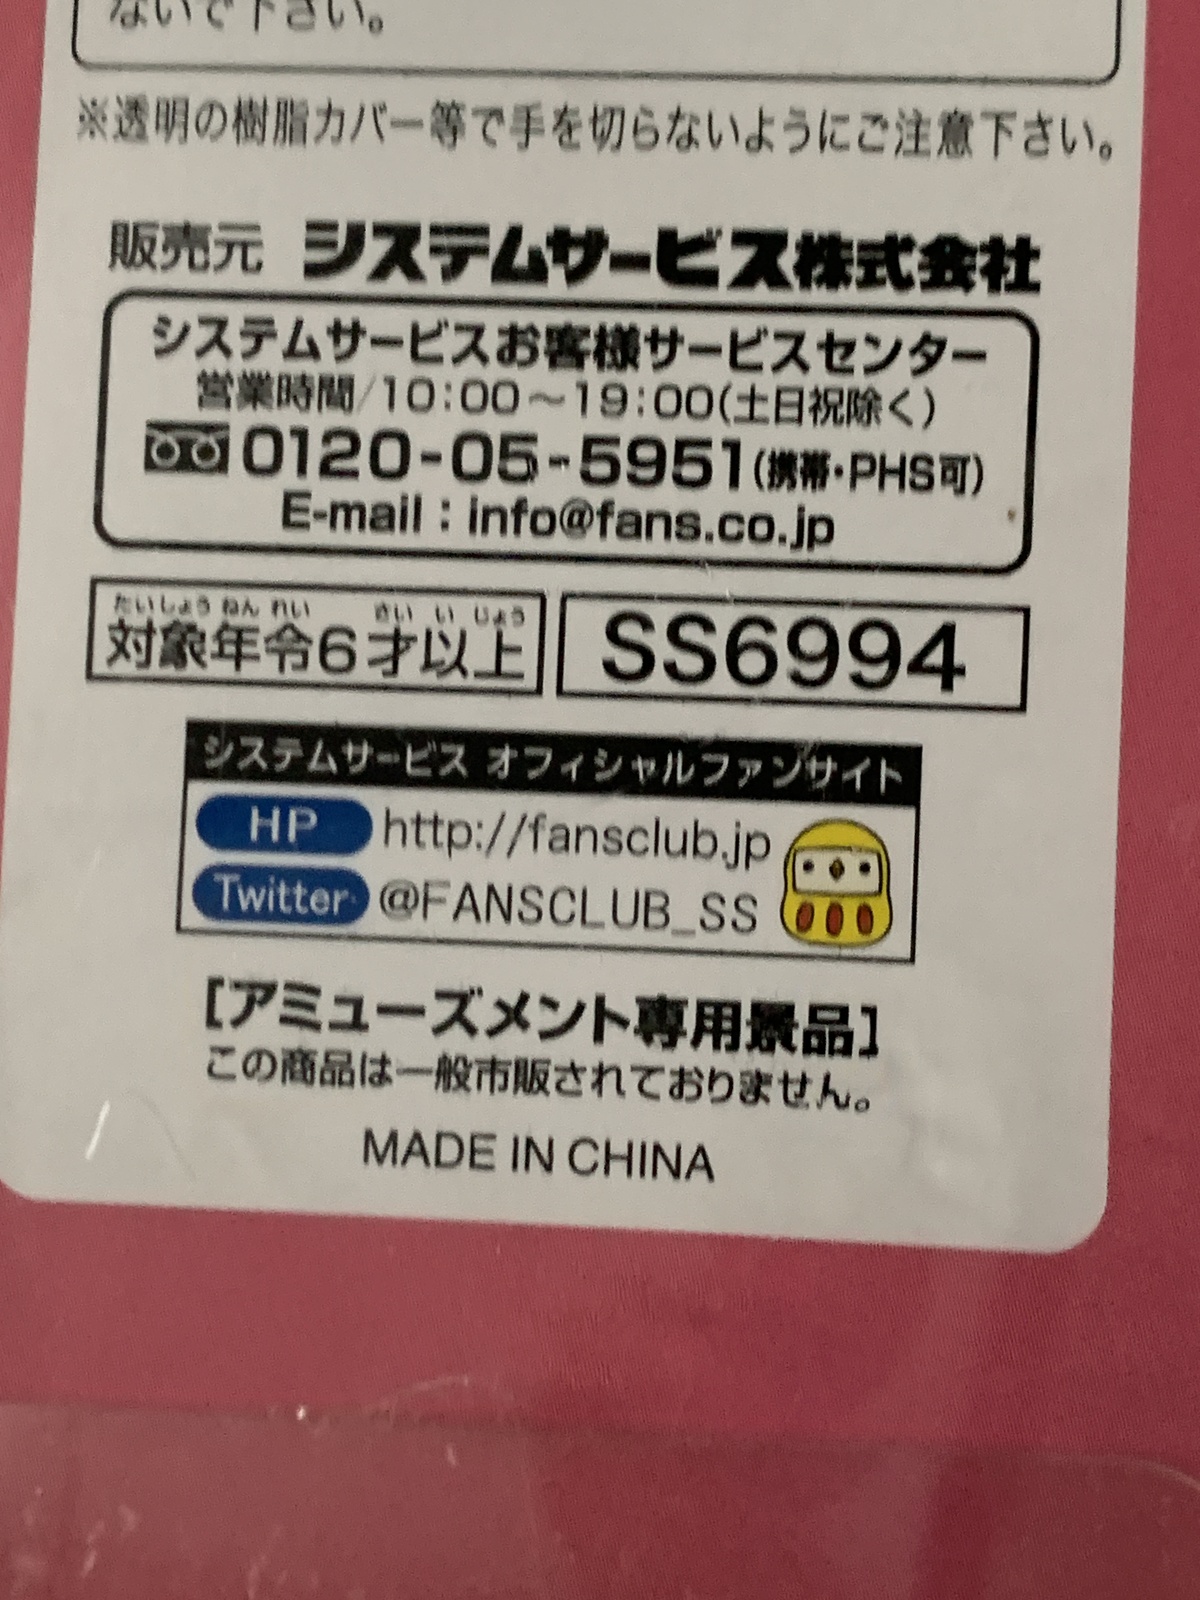 ないで下さい。
※透明の樹脂カバー等で手を切らないようにご注意下さい。
販売元 システムサービス株式会社
システムサービスお客様サービスセンター
営業時間/10:00～19:00(土日祝除く)
0120-05-5951(携帯・PHS可)
E-mail：info@fans.co.jp
たいしょうねんれい さいいじょう
対象年令6才以上
SS6994
システムサービス オフィシャルファンサイト
HP http://fansclub.jp
Twitter @FANSCLUB_SS
[アミューズメント専用景品]
この商品は一般市販されておりません。
MADE IN CHINA